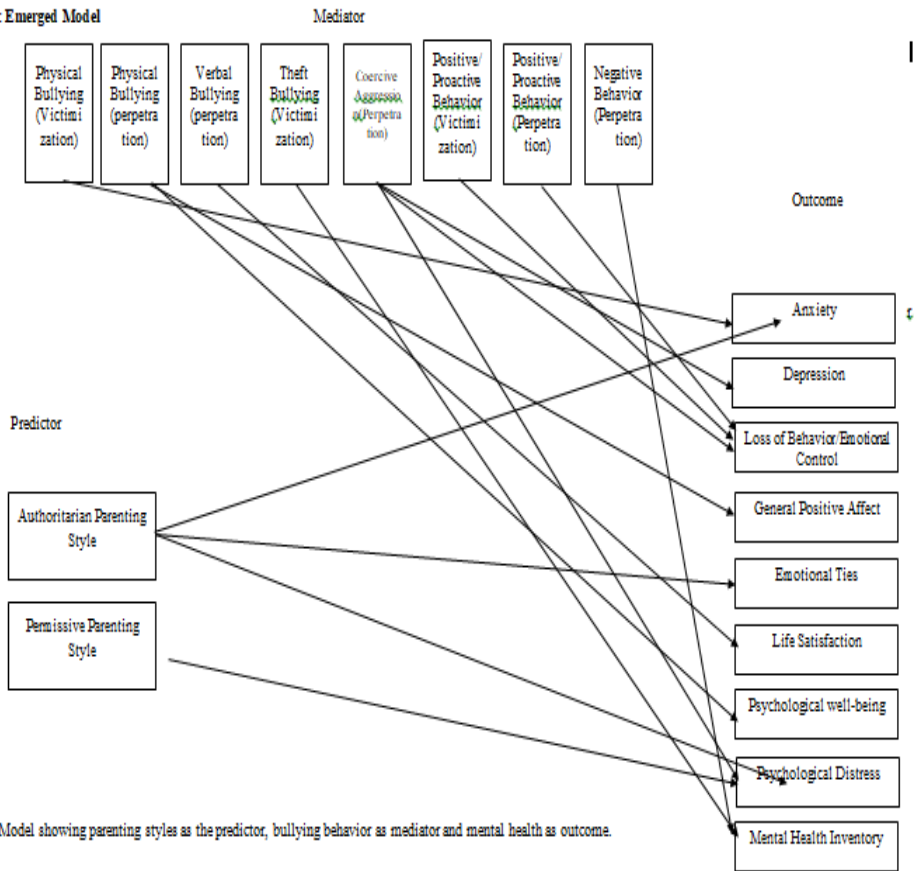 : Emerged Model
Mediator
Physical
Bullying
(Victimi
zation)
Physical
Bullying
(perpetra
tion)
Verbal
Bullying
(perpetra
tion)
Theft
Bullying
(Victimi
zation)
Coercive
Aggressio
n(Perpetra
tion)
Positive/
Proactive
Behavior
(Victimi
zation)
Positive/
Proactive
Behavior
(Perpetra
tion)
Negative
Behavior
(Perpetra
tion)
Outcome
Anxiety
Depression
Predictor
Loss of Behavior/Emotional
Control
Authoritarian Parenting
Style
General Positive Affect
Emotional Ties
Permissive Parenting
Style
Life Satisfaction
Psychological well-being
Psychological Distress
Model showing parenting styles as the predictor, bullying behavior as mediator and mental health as outcome.
Mental Health Inventory